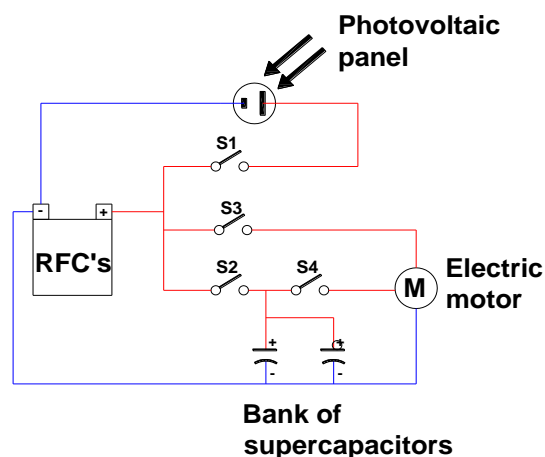 Photovoltaic
panel
S1
- +
S3
RFC's
S2 S4
M
Electric
motor
+ +
C
- -
Bank of
supercapacitors